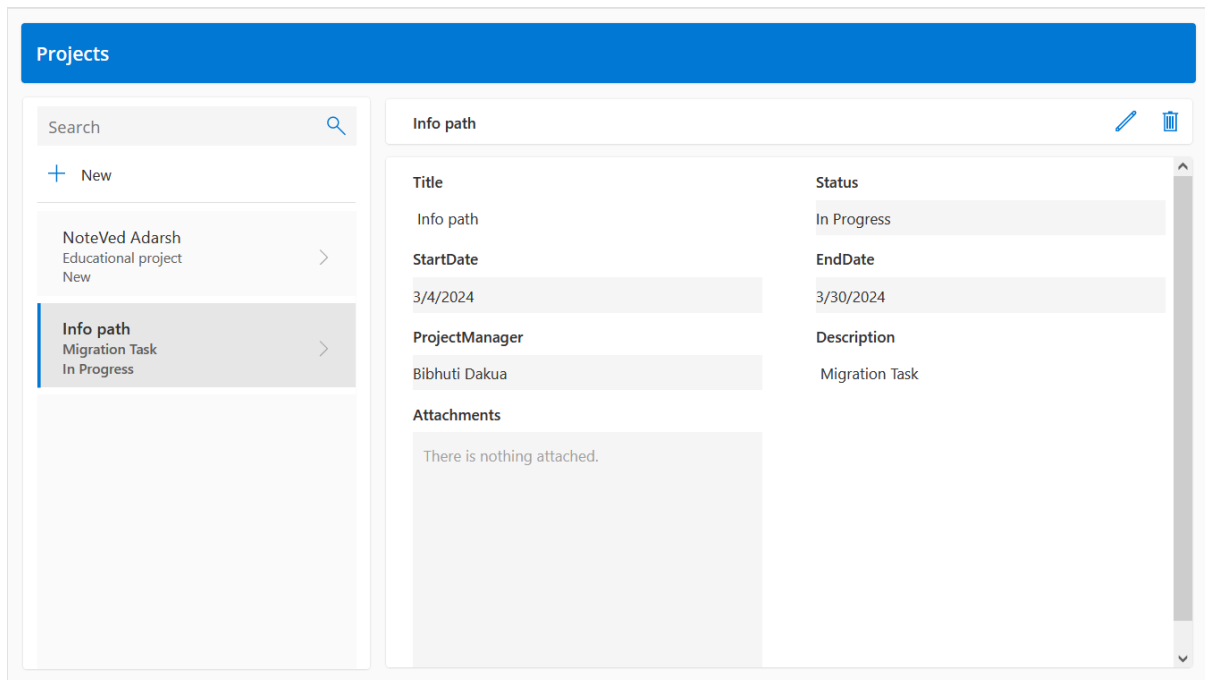 Projects
Search
New
NoteVed Adarsh
Educational project
New
Info path
Migration Task
In Progress
Info path
Title
Info path
Status
In Progress
StartDate
3/4/2024
EndDate
3/30/2024
ProjectManager
Bibhuti Dakua
Description
Migration Task
Attachments
There is nothing attached.